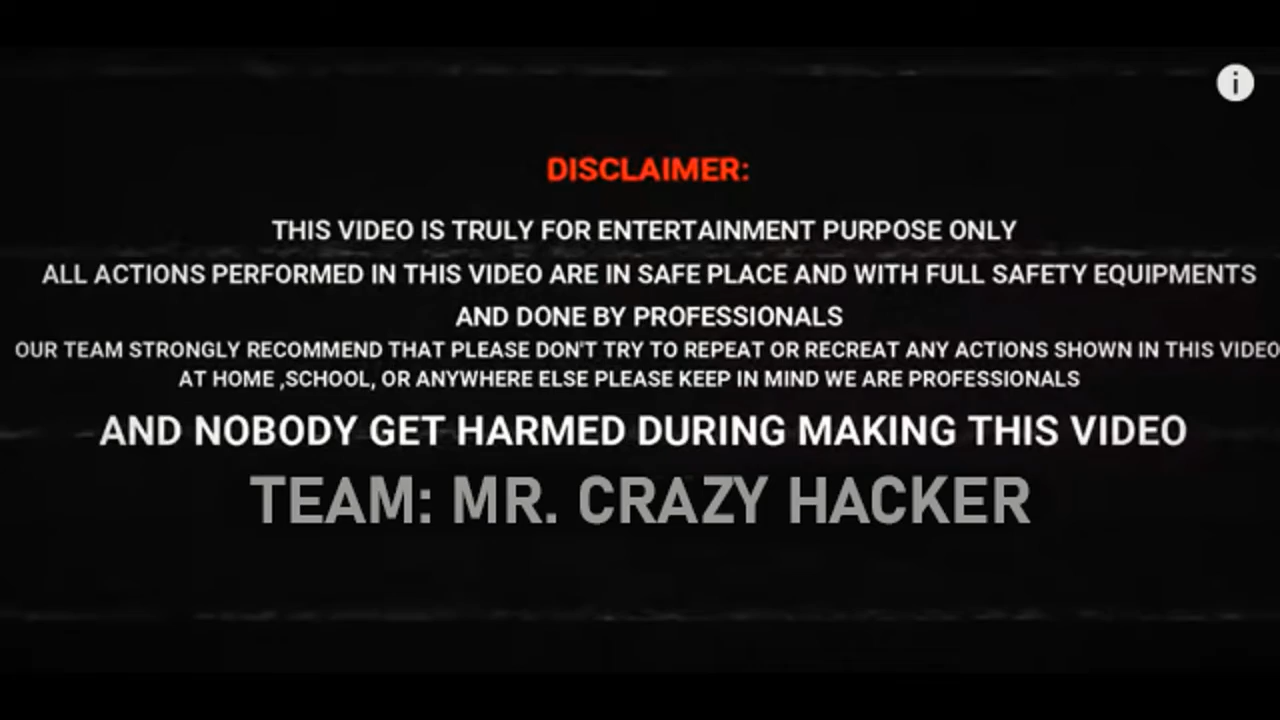 DISCLAIMER:
THIS VIDEO IS TRULY FOR ENTERTAINMENT PURPOSE ONLY
ALL ACTIONS PERFORMED IN THIS VIDEO ARE IN SAFE PLACE AND WITH FULL SAFETY EQUIPMENTS
AND DONE BY PROFESSIONALS
OUR TEAM STRONGLY RECOMMEND THAT PLEASE DON'T TRY TO REPEAT OR RECREAT ANY ACTIONS SHOWN IN THIS VIDEO
AT HOME ,SCHOOL, OR ANYWHERE ELSE PLEASE KEEP IN MIND WE ARE PROFESSIONALS
AND NOBODY GET HARMED DURING MAKING THIS VIDEO
TEAM: MR. CRAZY HACKER